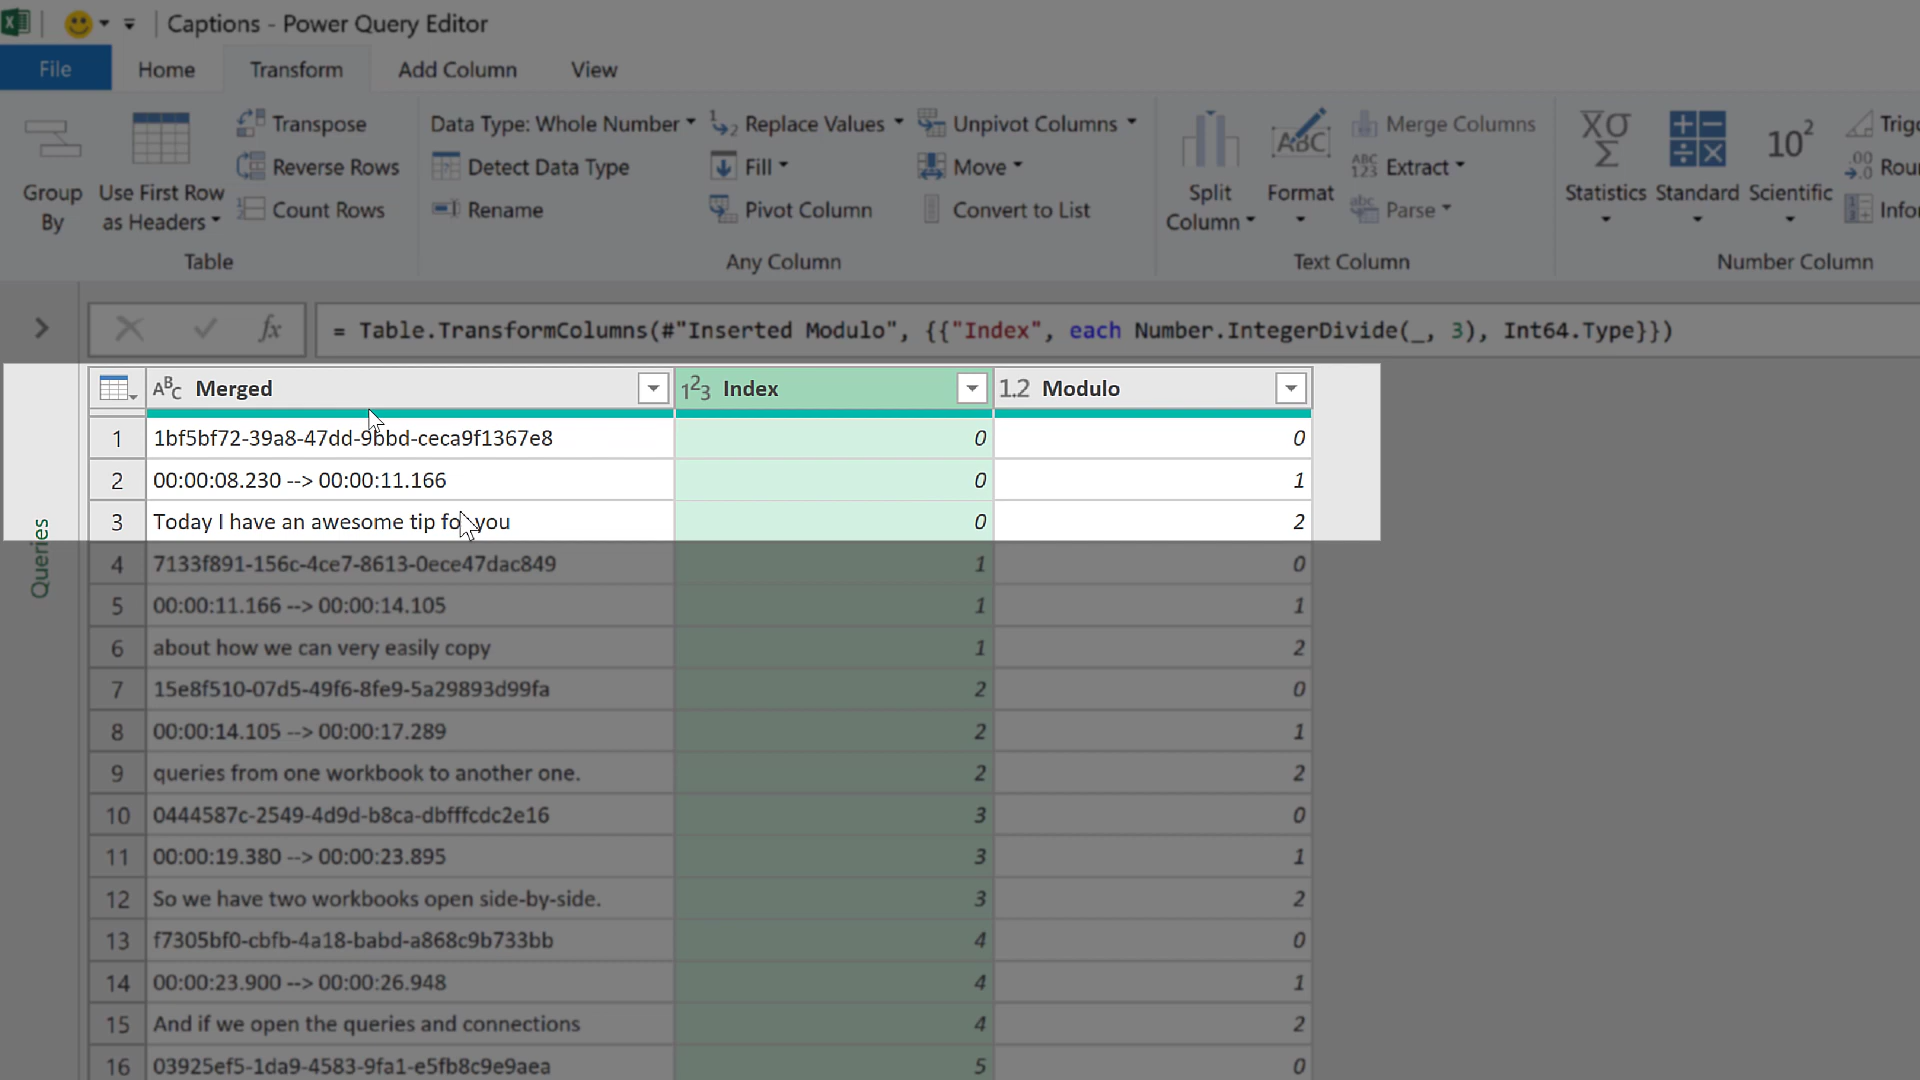 Captions - Power Query Editor
File Home Transform Add Column View
Group By
Use First Row as Headers
Transpose
Reverse Rows
Count Rows
Table
Data Type: Whole Number
Detect Data Type
Rename
Replace Values
Fill
Pivot Column
Unpivot Columns
Move
Convert to List
Any Column
Split Column
ABC
Format
Merge Columns
ABC 123 Extract
abc Parse
Text Column
XΣ σ Statistics
Standard
10² Scientific
Number Column
fx = Table.TransformColumns(#"Inserted Modulo", {{"Index", each Number.IntegerDivide(_, 3), Int64.Type}})
Queries
ABC Merged 123 Index 1.2 Modulo
1 1bf5bf72-39a8-47dd-9bbd-ceca9f1367e8 0 0
2 00:00:08.230 --> 00:00:11.166 0 1
3 Today I have an awesome tip for you 0 2
4 7133f891-156c-4ce7-8613-0ece47dac849 1 0
5 00:00:11.166 --> 00:00:14.105 1 1
6 about how we can very easily copy 1 2
7 15e8f510-07d5-49f6-8fe9-5a29893d99fa 2 0
8 00:00:14.105 --> 00:00:17.289 2 1
9 queries from one workbook to another one. 2 2
10 0444587c-2549-4d9d-b8ca-dbfffcdc2e16 3 0
11 00:00:19.380 --> 00:00:23.895 3 1
12 So we have two workbooks open side-by-side. 3 2
13 f7305bf0-cbfb-4a18-babd-a868c9b733bb 4 0
14 00:00:23.900 --> 00:00:26.948 4 1
15 And if we open the queries and connections 4 2
16 03925ef5-1da9-4583-9fa1-e5fb8c9e9aea 5 0